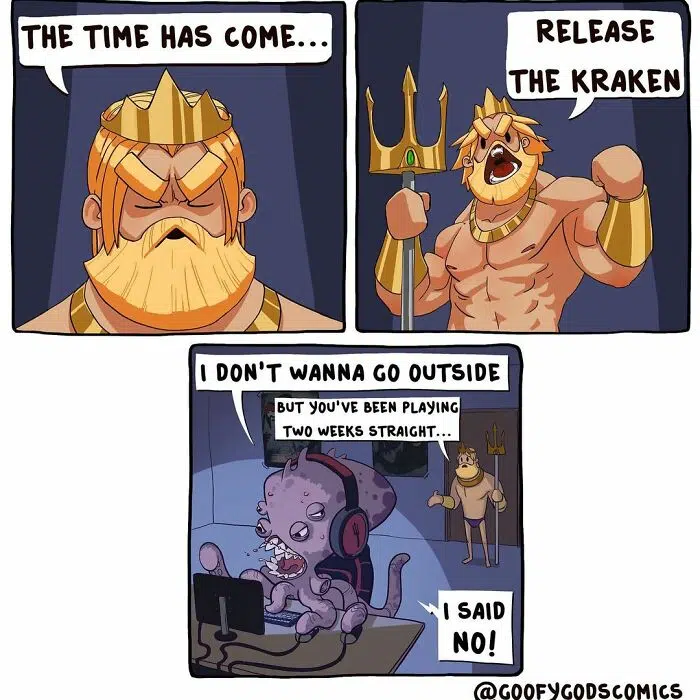 THE TIME HAS COME...
RELEASE
THE KRAKEN
I DON'T WANNA GO OUTSIDE
BUT YOU'VE BEEN PLAYING
TWO WEEKS STRAIGHT...
I SAID
NO!
@GOOFYGODSCOMICS